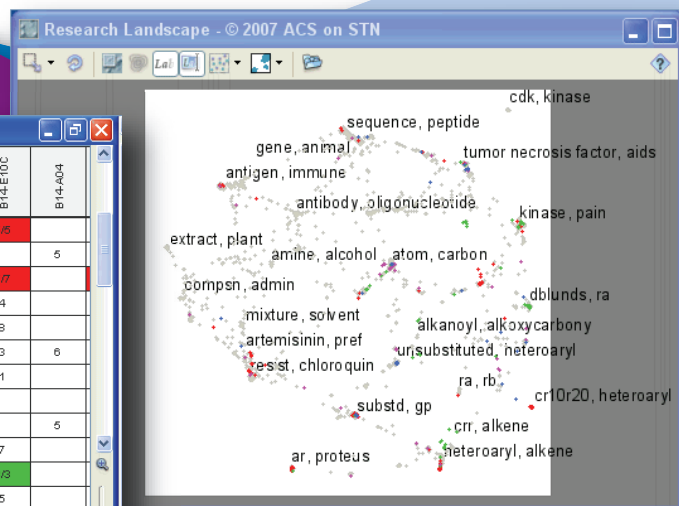 Research Landscape - © 2007 ACS on STN
Lab
cdk, kinase
sequence, peptide
gene, animal
tumor necrosis factor, aids
antigen, immune
antibody, oligonucleotide
kinase, pain
extract, plant
amine, alcohol
atom, carbon
compsn, admin
dblunds, ra
mixture, solvent
alkanoyl, alkoxycarbony
artemisinin, pref
unsubstituted, heteroaryl
resist, chloroquin
ra, rb
cr10r20, heteroaryl
substd, gp
crr, alkene
heteroaryl, alkene
ar, proteus
B14-E10C
B14-A04
/5
5
/7
4
8
3 6
1
5
7
/3
5